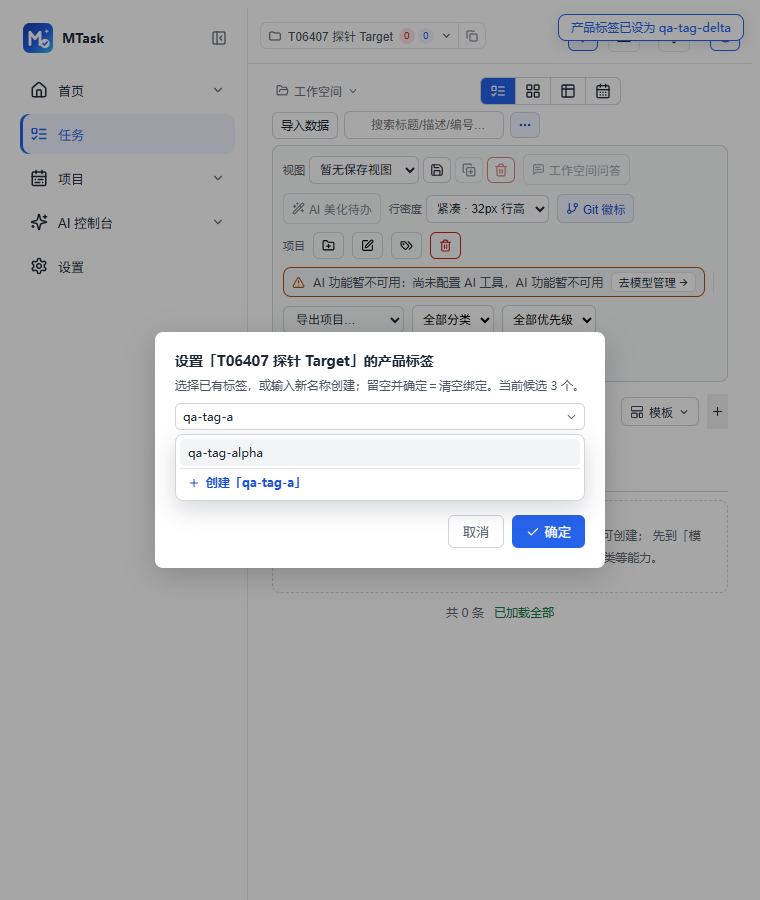 MTask
T06407 探针 Target 0 0
产品标签已设为 qa-tag-delta
首页
任务
项目
AI 控制台
设置
工作空间
导入数据
搜索标题/描述/编号...
视图 暂无保存视图 工作空间问答
AI 美化待办 行密度 紧凑 · 32px 行高 Git 徽标
项目
AI 功能暂不可用：尚未配置 AI 工具，AI 功能暂不可用 去模型管理 →
导出项目... 全部分类 全部优先级
设置「T06407 探针 Target」的产品标签
选择已有标签，或输入新名称创建；留空并确定＝清空绑定。当前候选 3 个。
qa-tag-a
模板
qa-tag-alpha
+ 创建「qa-tag-a」
取消 确定
可创建； 先到「模
类等能力。
共 0 条 已加载全部